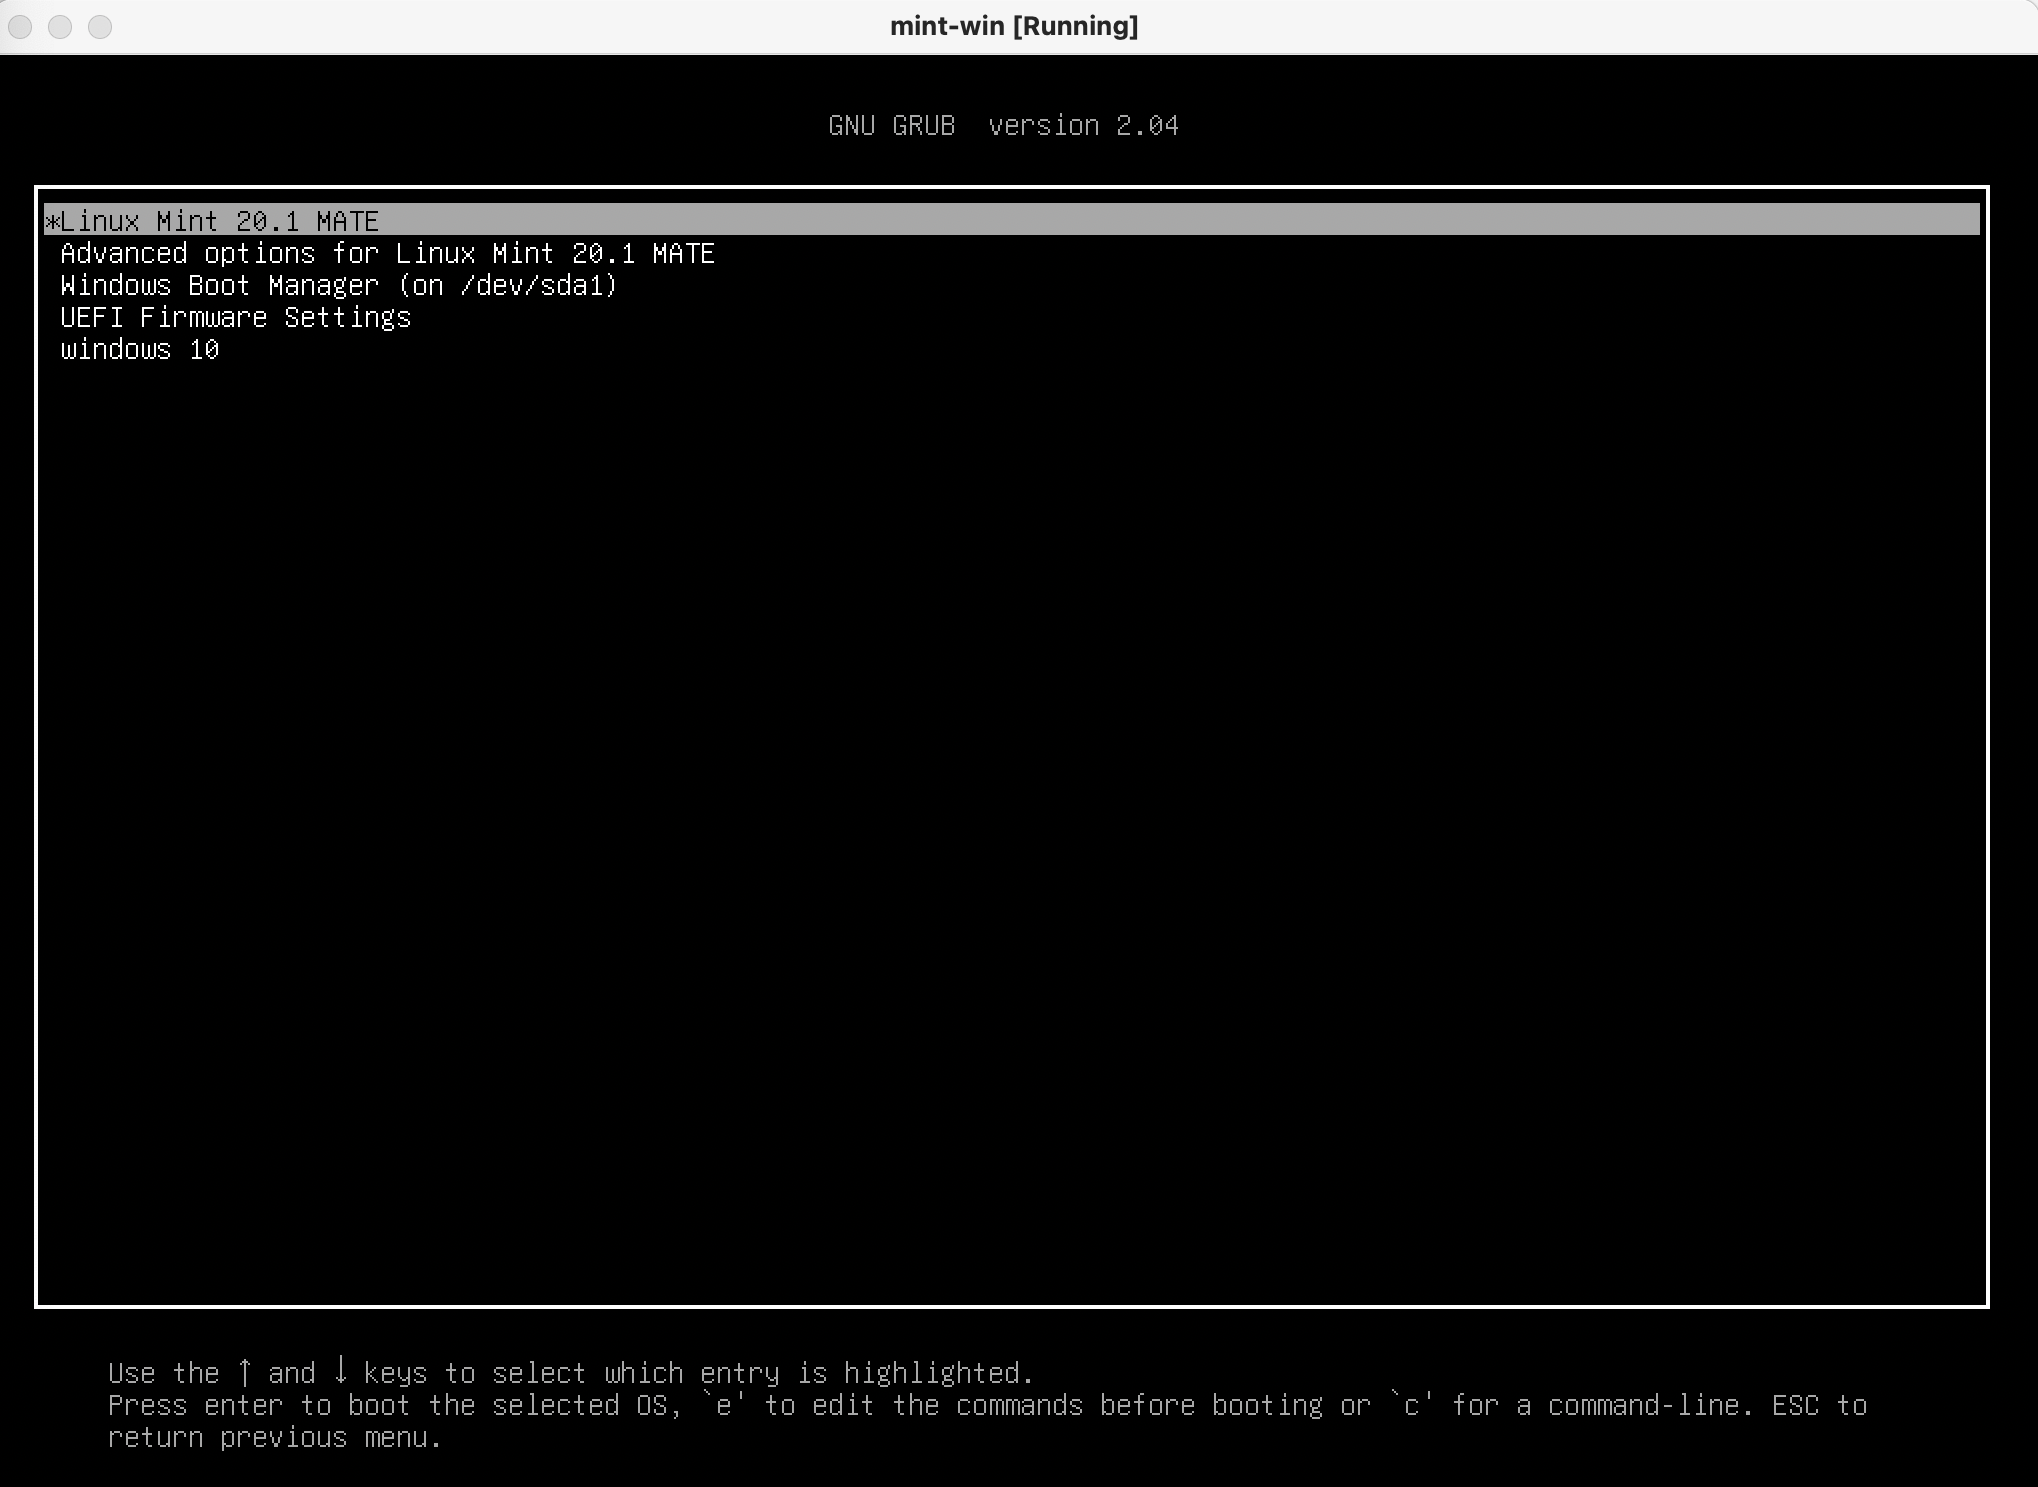 mint-win [Running]
GNU GRUB  version 2.04
*Linux Mint 20.1 MATE
Advanced options for Linux Mint 20.1 MATE
Windows Boot Manager (on /dev/sda1)
UEFI Firmware Settings
windows 10
Use the ↑ and ↓ keys to select which entry is highlighted.
Press enter to boot the selected OS, `e' to edit the commands before booting or `c' for a command-line. ESC to
return previous menu.